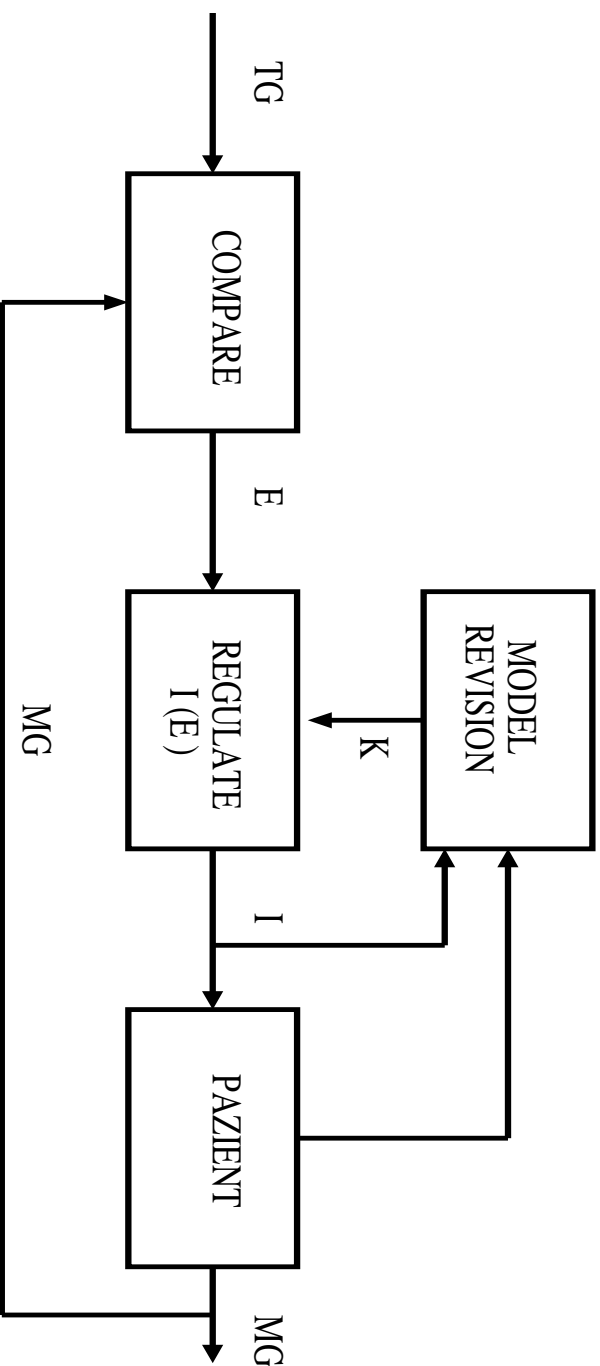 MODEL
REVISION
K
TG
COMPARE
E
REGULATE
I (E)
I
PAZIENT
MG
MG